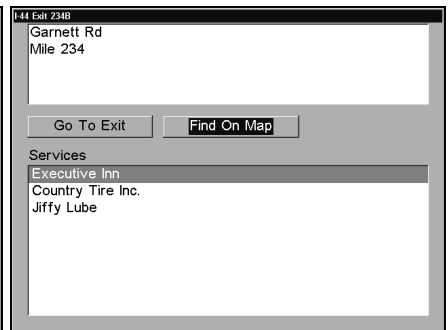 I-44 Exit 234B
Garnett Rd
Mile 234
Go To Exit Find On Map
Services
Executive Inn
Country Tire Inc.
Jiffy Lube